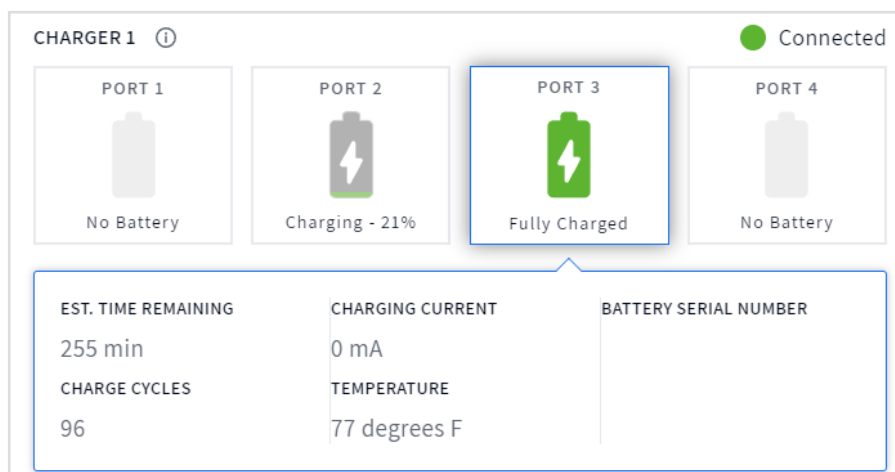 CHARGER 1
Connected
PORT 1
No Battery
PORT 2
Charging - 21%
PORT 3
Fully Charged
PORT 4
No Battery
EST. TIME REMAINING
255 min
CHARGING CURRENT
0 mA
BATTERY SERIAL NUMBER
CHARGE CYCLES
96
TEMPERATURE
77 degrees F